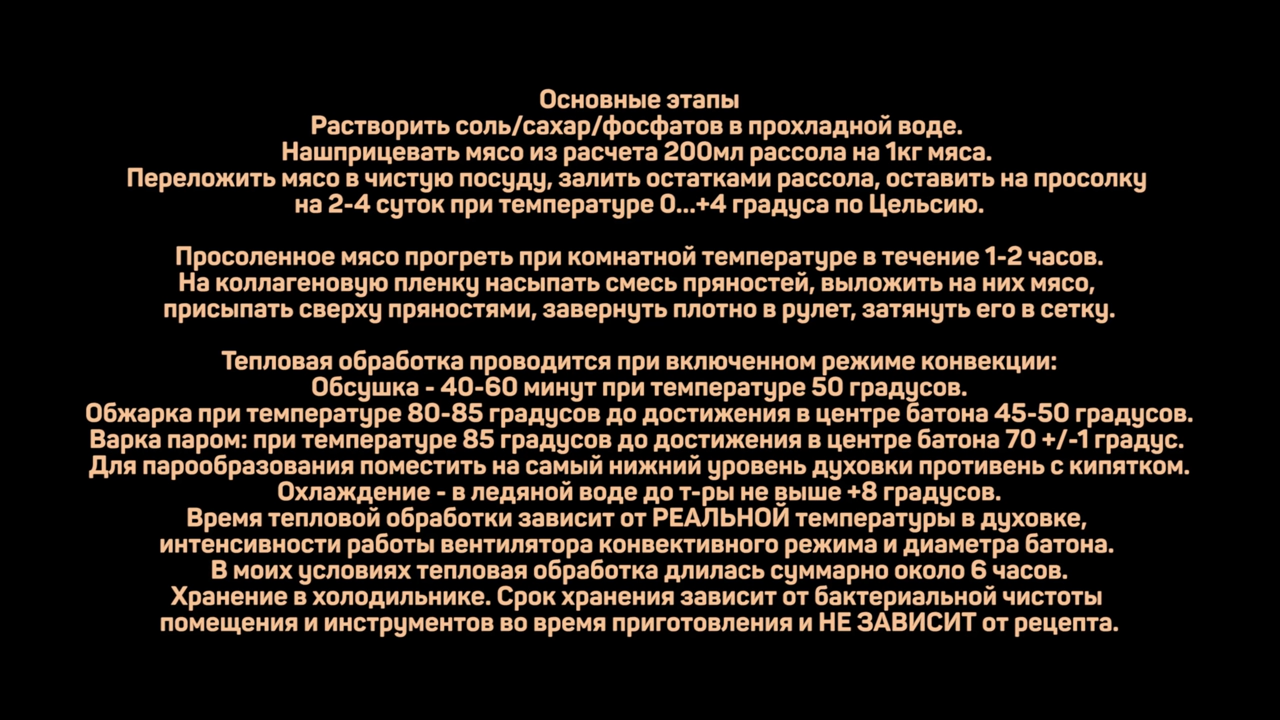 Основные этапы
Растворить соль/сахар/фосфатов в прохладной воде.
Нашприцевать мясо из расчета 200мл рассола на 1кг мяса.
Переложить мясо в чистую посуду, залить остатками рассола, оставить на просолку
на 2-4 суток при температуре 0...+4 градуса по Цельсию.
Просоленное мясо прогреть при комнатной температуре в течение 1-2 часов.
На коллагеновую пленку насыпать смесь пряностей, выложить на них мясо,
присыпать сверху пряностями, завернуть плотно в рулет, затянуть его в сетку.
Тепловая обработка проводится при включенном режиме конвекции:
Обсушка - 40-60 минут при температуре 50 градусов.
Обжарка при температуре 80-85 градусов до достижения в центре батона 45-50 градусов.
Варка паром: при температуре 85 градусов до достижения в центре батона 70 +/-1 градус.
Для парообразования поместить на самый нижний уровень духовки противень с кипятком.
Охлаждение - в ледяной воде до т-ры не выше +8 градусов.
Время тепловой обработки зависит от РЕАЛЬНОЙ температуры в духовке,
интенсивности работы вентилятора конвективного режима и диаметра батона.
В моих условиях тепловая обработка длилась суммарно около 6 часов.
Хранение в холодильнике. Срок хранения зависит от бактериальной чистоты
помещения и инструментов во время приготовления и НЕ ЗАВИСИТ от рецепта.